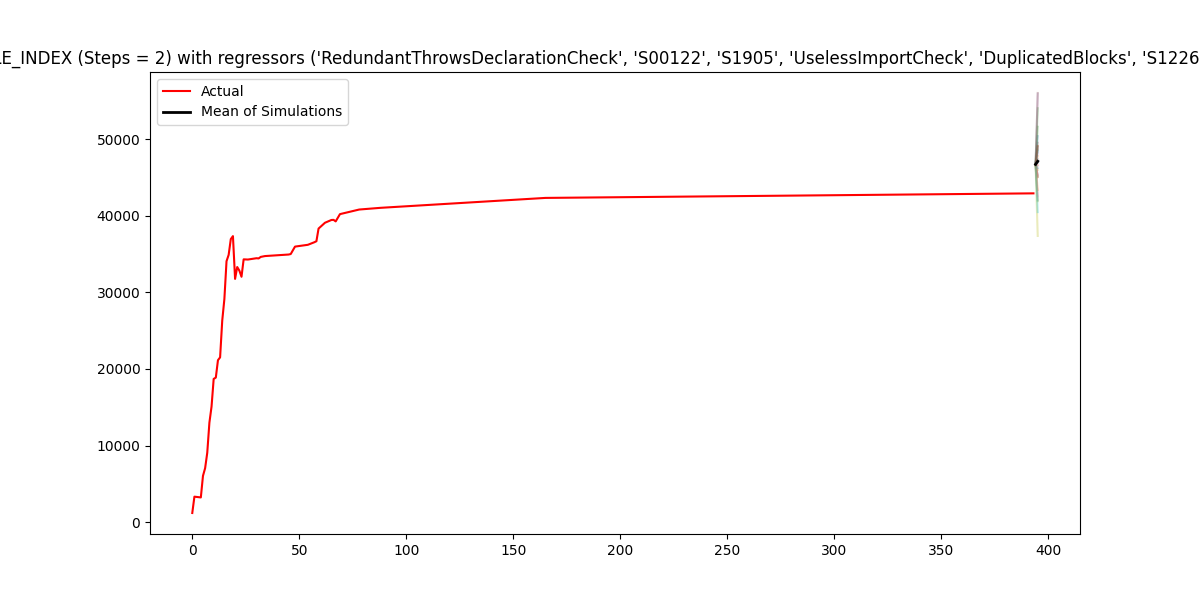 E_INDEX (Steps = 2) with regressors ('RedundantThrowsDeclarationCheck', 'S00122', 'S1905', 'UselessImportCheck', 'DuplicatedBlocks', 'S1226
Actual
Mean of Simulations
50000
40000
30000
20000
10000
0
0 50 100 150 200 250 300 350 400